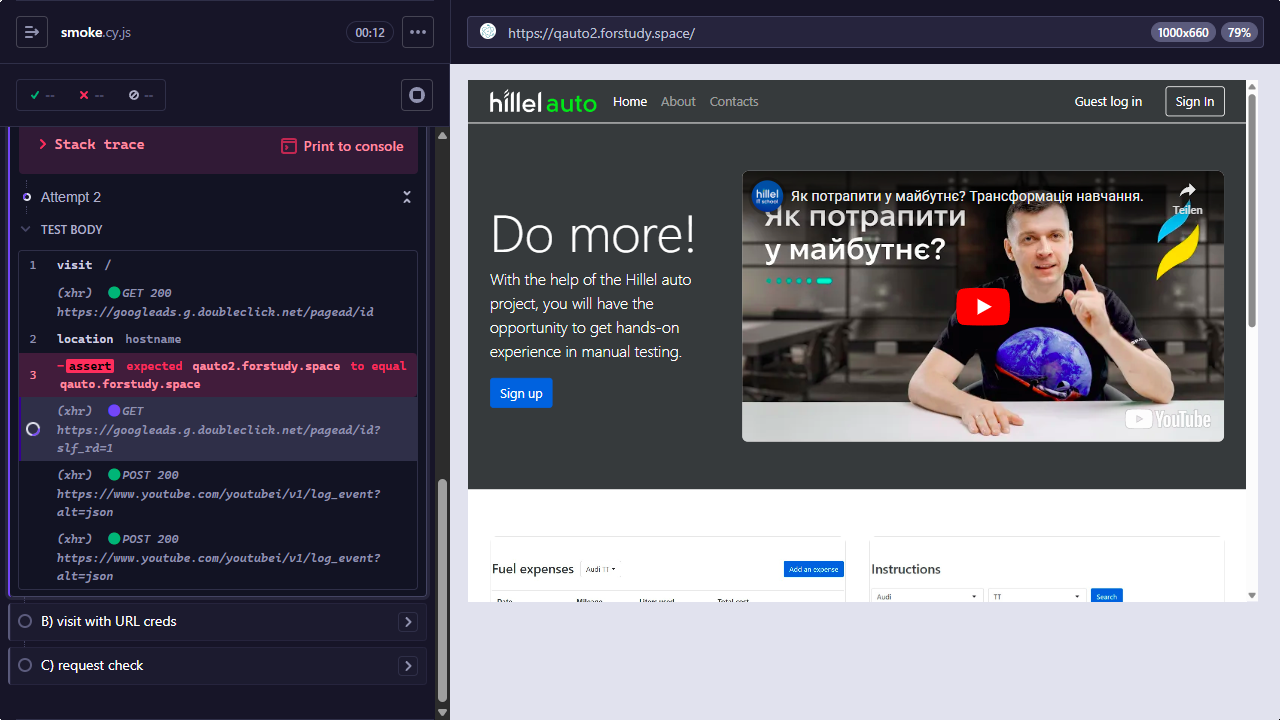 smoke.cy.js
00:12
https://qauto2.forstudy.space/
1000x660
79%
--
--
--
Stack trace
Print to console
Attempt 2
TEST BODY
1 visit /
(xhr) GET 200
https://googleads.g.doubleclick.net/pagead/id
2 location hostname
3 -assert expected qauto2.forstudy.space to equal
qauto.forstudy.space
(xhr) GET
https://googleads.g.doubleclick.net/pagead/id?
slf_rd=1
(xhr) POST 200
https://www.youtube.com/youtubei/v1/log_event?
alt=json
(xhr) POST 200
https://www.youtube.com/youtubei/v1/log_event?
alt=json
B) visit with URL creds
C) request check
hillel auto
Home
About
Contacts
Guest log in
Sign In
Do more!
With the help of the Hillel auto
project, you will have the
opportunity to get hands-on
experience in manual testing.
Sign up
hillel
IT school
Як потрапити у майбутнє? Трансформація навчання.
Teilen
Як потрапити
у майбутнє?
YouTube
Fuel expenses
Audi TT
Add an expense
Date
Mileage
Liters used
Total cost
Instructions
Audi
TT
Search